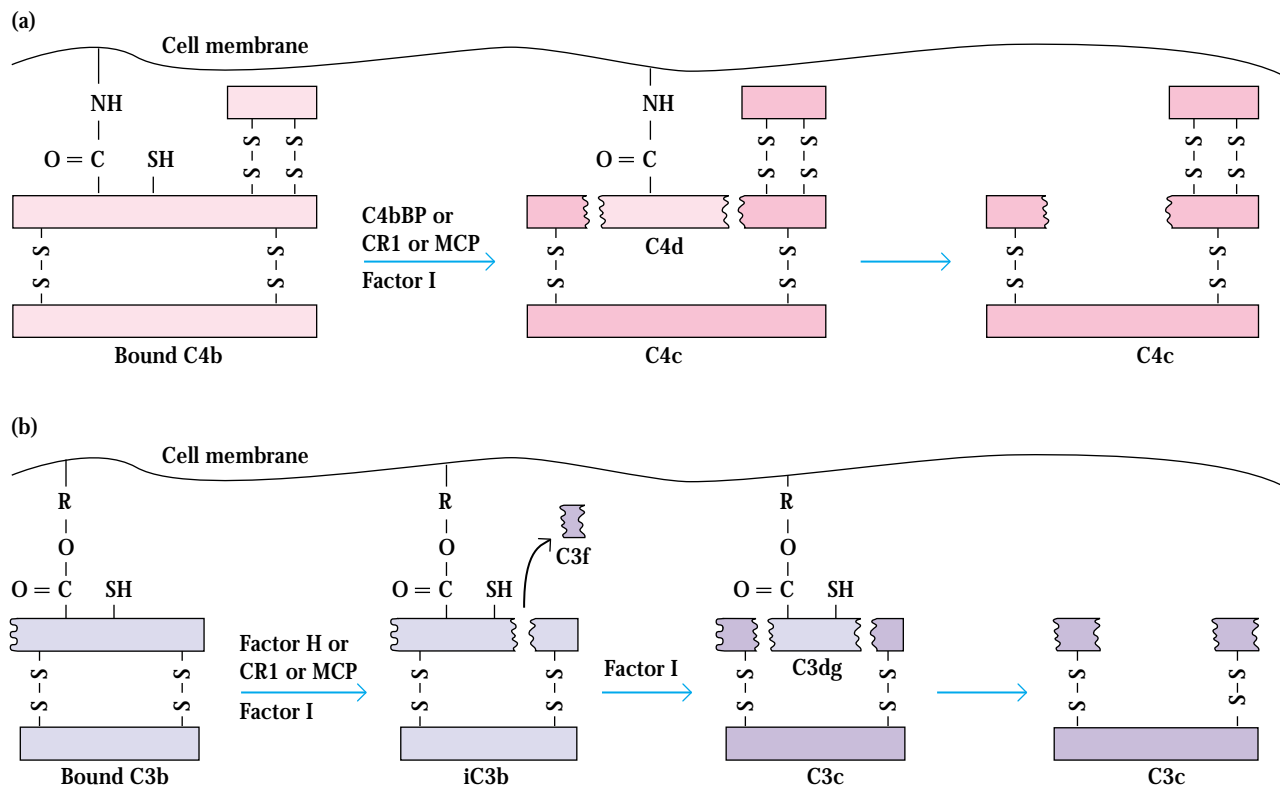 (a)
Cell membrane
NH
O = C
SH
S - S
S - S
S - S
S - S
Bound C4b
C4bBP or
CR1 or MCP
Factor I
NH
O = C
S - S
S - S
C4d
S - S
S - S
C4c
S - S
S - S
S - S
S - S
C4c
(b)
Cell membrane
R
O
O = C
SH
S - S
S - S
Bound C3b
Factor H or
CR1 or MCP
Factor I
R
O
O = C
SH
C3f
S - S
S - S
iC3b
Factor I
R
O
O = C
SH
C3dg
S - S
S - S
C3c
S - S
S - S
C3c